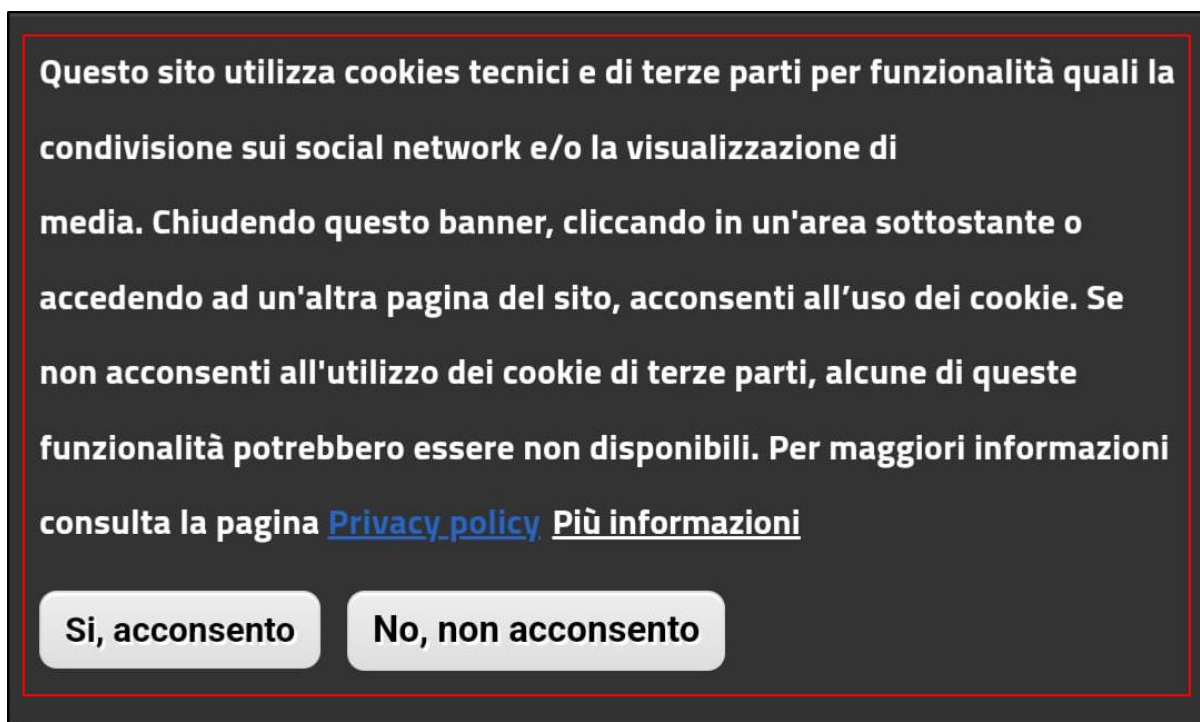 Questo sito utilizza cookies tecnici e di terze parti per funzionalità quali la
condivisione sui social network e/o la visualizzazione di
media. Chiudendo questo banner, cliccando in un'area sottostante o
accedendo ad un'altra pagina del sito, acconsenti all’uso dei cookie. Se
non acconsenti all'utilizzo dei cookie di terze parti, alcune di queste
funzionalità potrebbero essere non disponibili. Per maggiori informazioni
consulta la pagina Privacy policy Più informazioni
Si, acconsento No, non acconsento